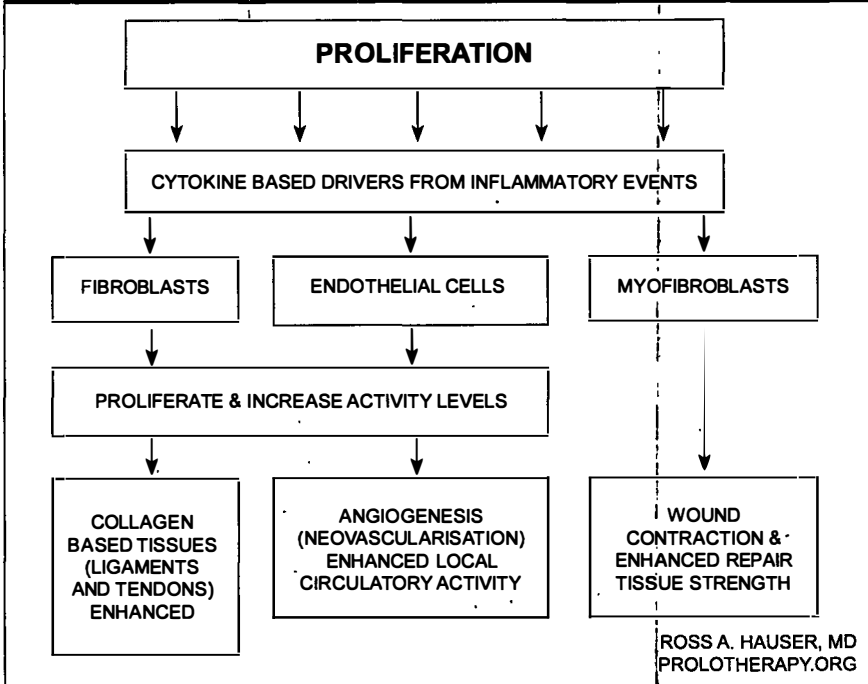 PROLIFERATION
CYTOKINE BASED DRIVERS FROM INFLAMMATORY EVENTS
FIBROBLASTS
ENDOTHELIAL CELLS
MYOFIBROBLASTS
PROLIFERATE & INCREASE ACTIVITY LEVELS
COLLAGEN
BASED TISSUES
(LIGAMENTS
AND TENDONS)
ENHANCED
ANGIOGENESIS
(NEOVASCULARISATION)
ENHANCED LOCAL
CIRCULATORY ACTIVITY
WOUND
CONTRACTION &
ENHANCED REPAIR
TISSUE STRENGTH
ROSS A. HAUSER, MD
PROLOTHERAPY.ORG